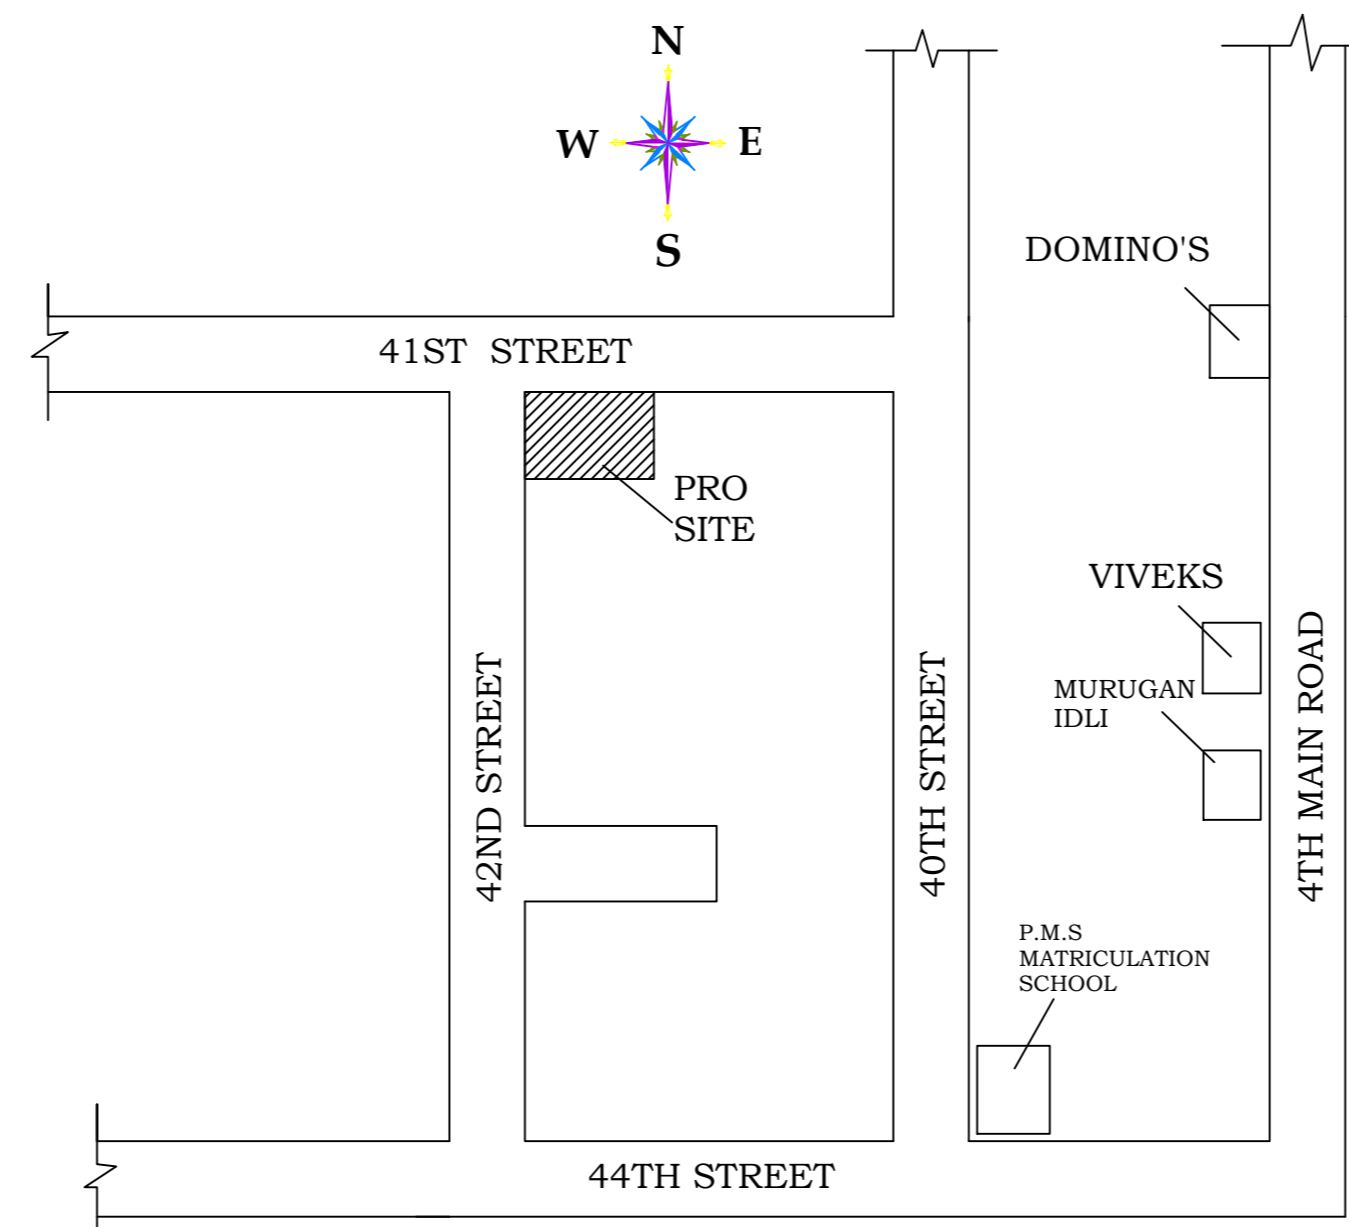 N
W
E
S
DOMINO'S
41ST STREET
PRO
SITE
VIVEKS
MURUGAN
IDLI
42ND STREET
40TH STREET
4TH MAIN ROAD
P.M.S
MATRICULATION
SCHOOL
44TH STREET